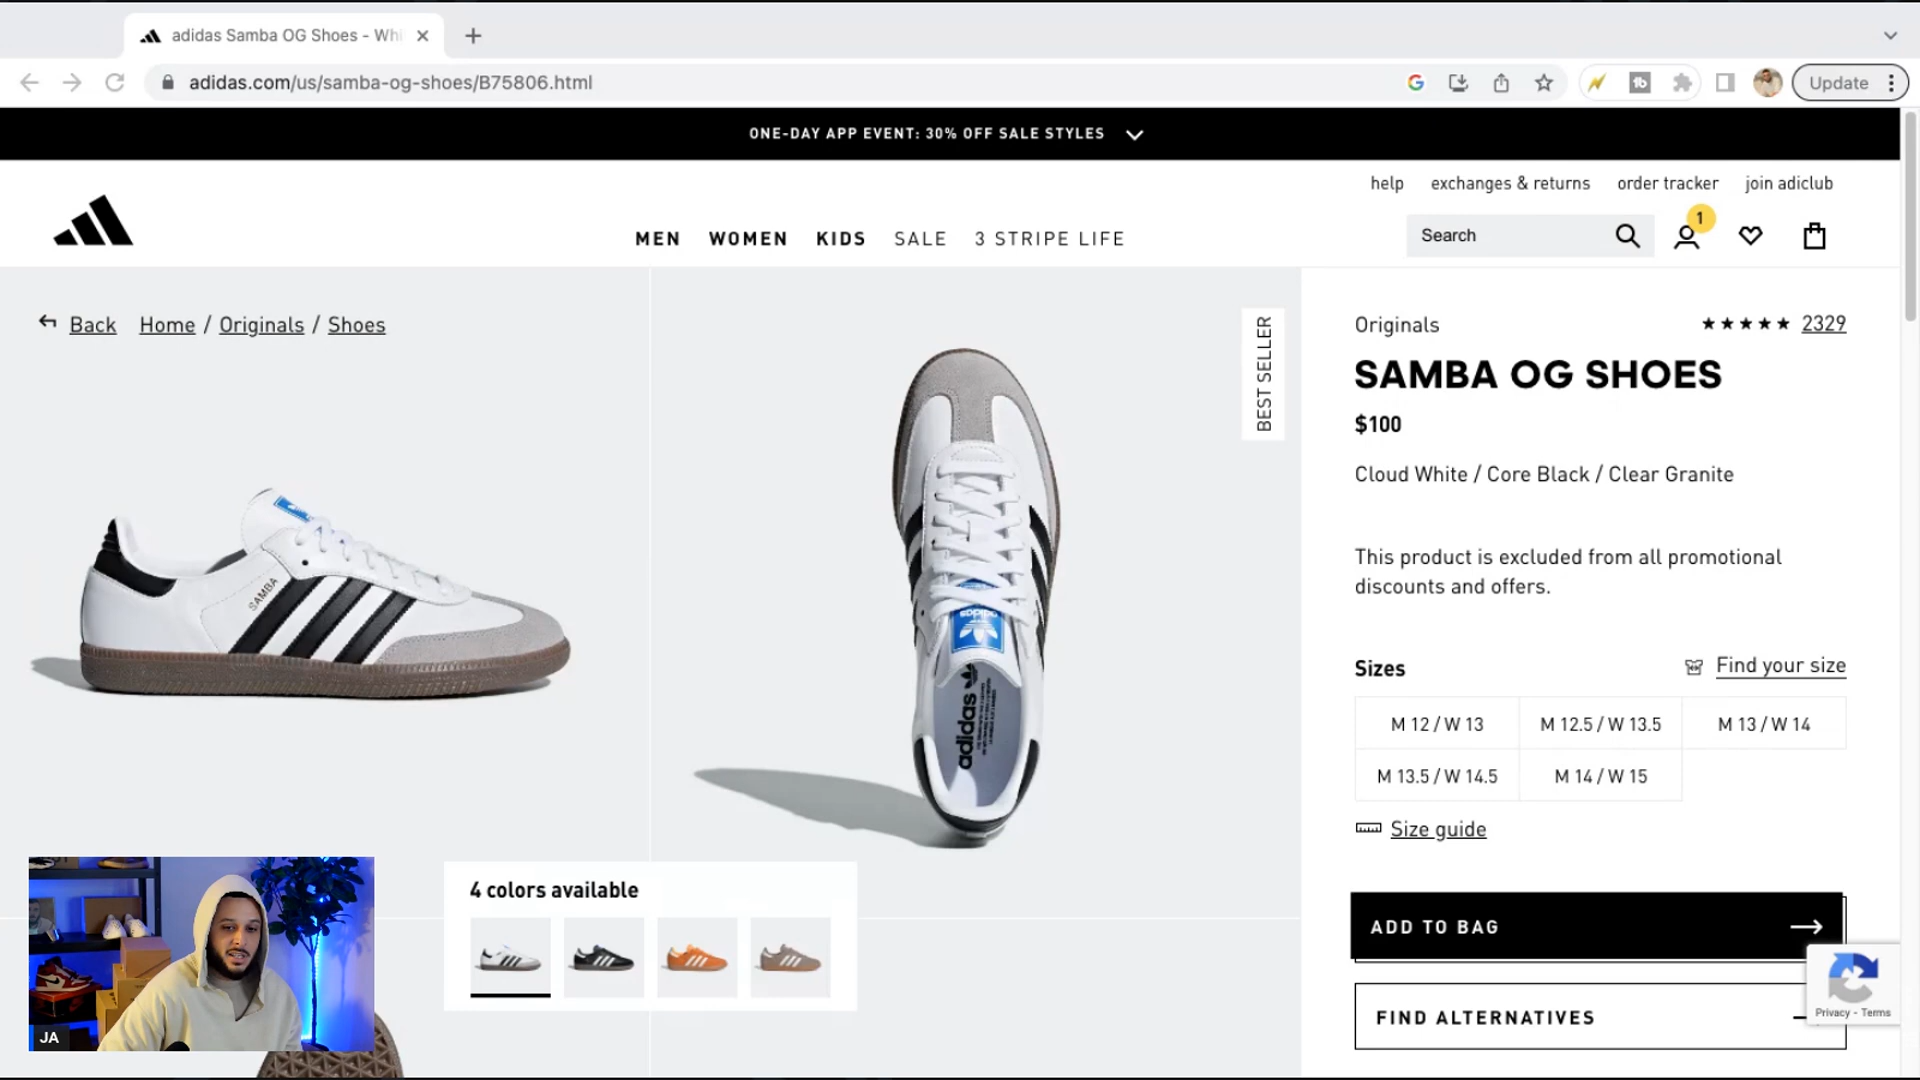 adidas Samba OG Shoes - Whi
adidas.com/us/samba-og-shoes/B75806.html
Update
ONE-DAY APP EVENT: 30% OFF SALE STYLES
help exchanges & returns order tracker join adiclub
MEN WOMEN KIDS SALE 3 STRIPE LIFE
Search
1
Back Home / Originals / Shoes
BEST SELLER
SAMBA
adidas
adidas
Originals
★★★★★ 2329
SAMBA OG SHOES
$100
Cloud White / Core Black / Clear Granite
This product is excluded from all promotional
discounts and offers.
Sizes
Find your size
M 12 / W 13 M 12.5 / W 13.5 M 13 / W 14
M 13.5 / W 14.5 M 14 / W 15
Size guide
4 colors available
ADD TO BAG
FIND ALTERNATIVES
Privacy - Terms
JA